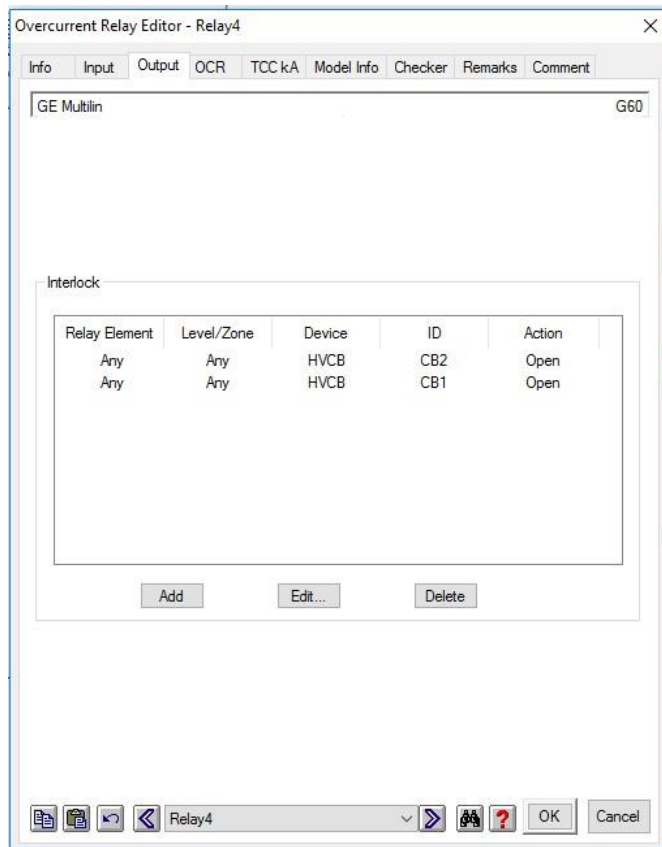 Overcurrent Relay Editor - Relay4
Info Input Output OCR TCC kA Model Info Checker Remarks Comment
GE Multilin G60
Interlock
Relay Element Level/Zone Device ID Action
Any Any HVCB CB2 Open
Any Any HVCB CB1 Open
Add Edit... Delete
Relay4 ? OK Cancel